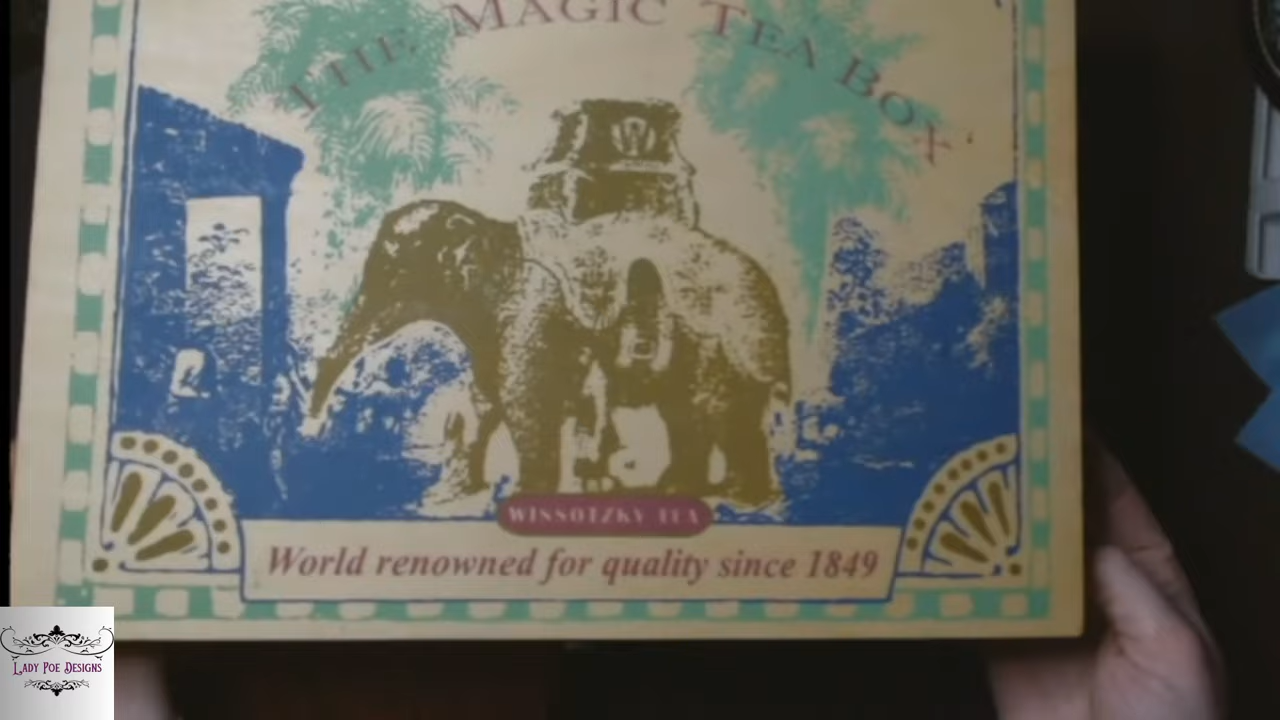 THE MAGIC TEA BOX
W
WISSOTZKY TEA
World renowned for quality since 1849
LADY POE DESIGNS